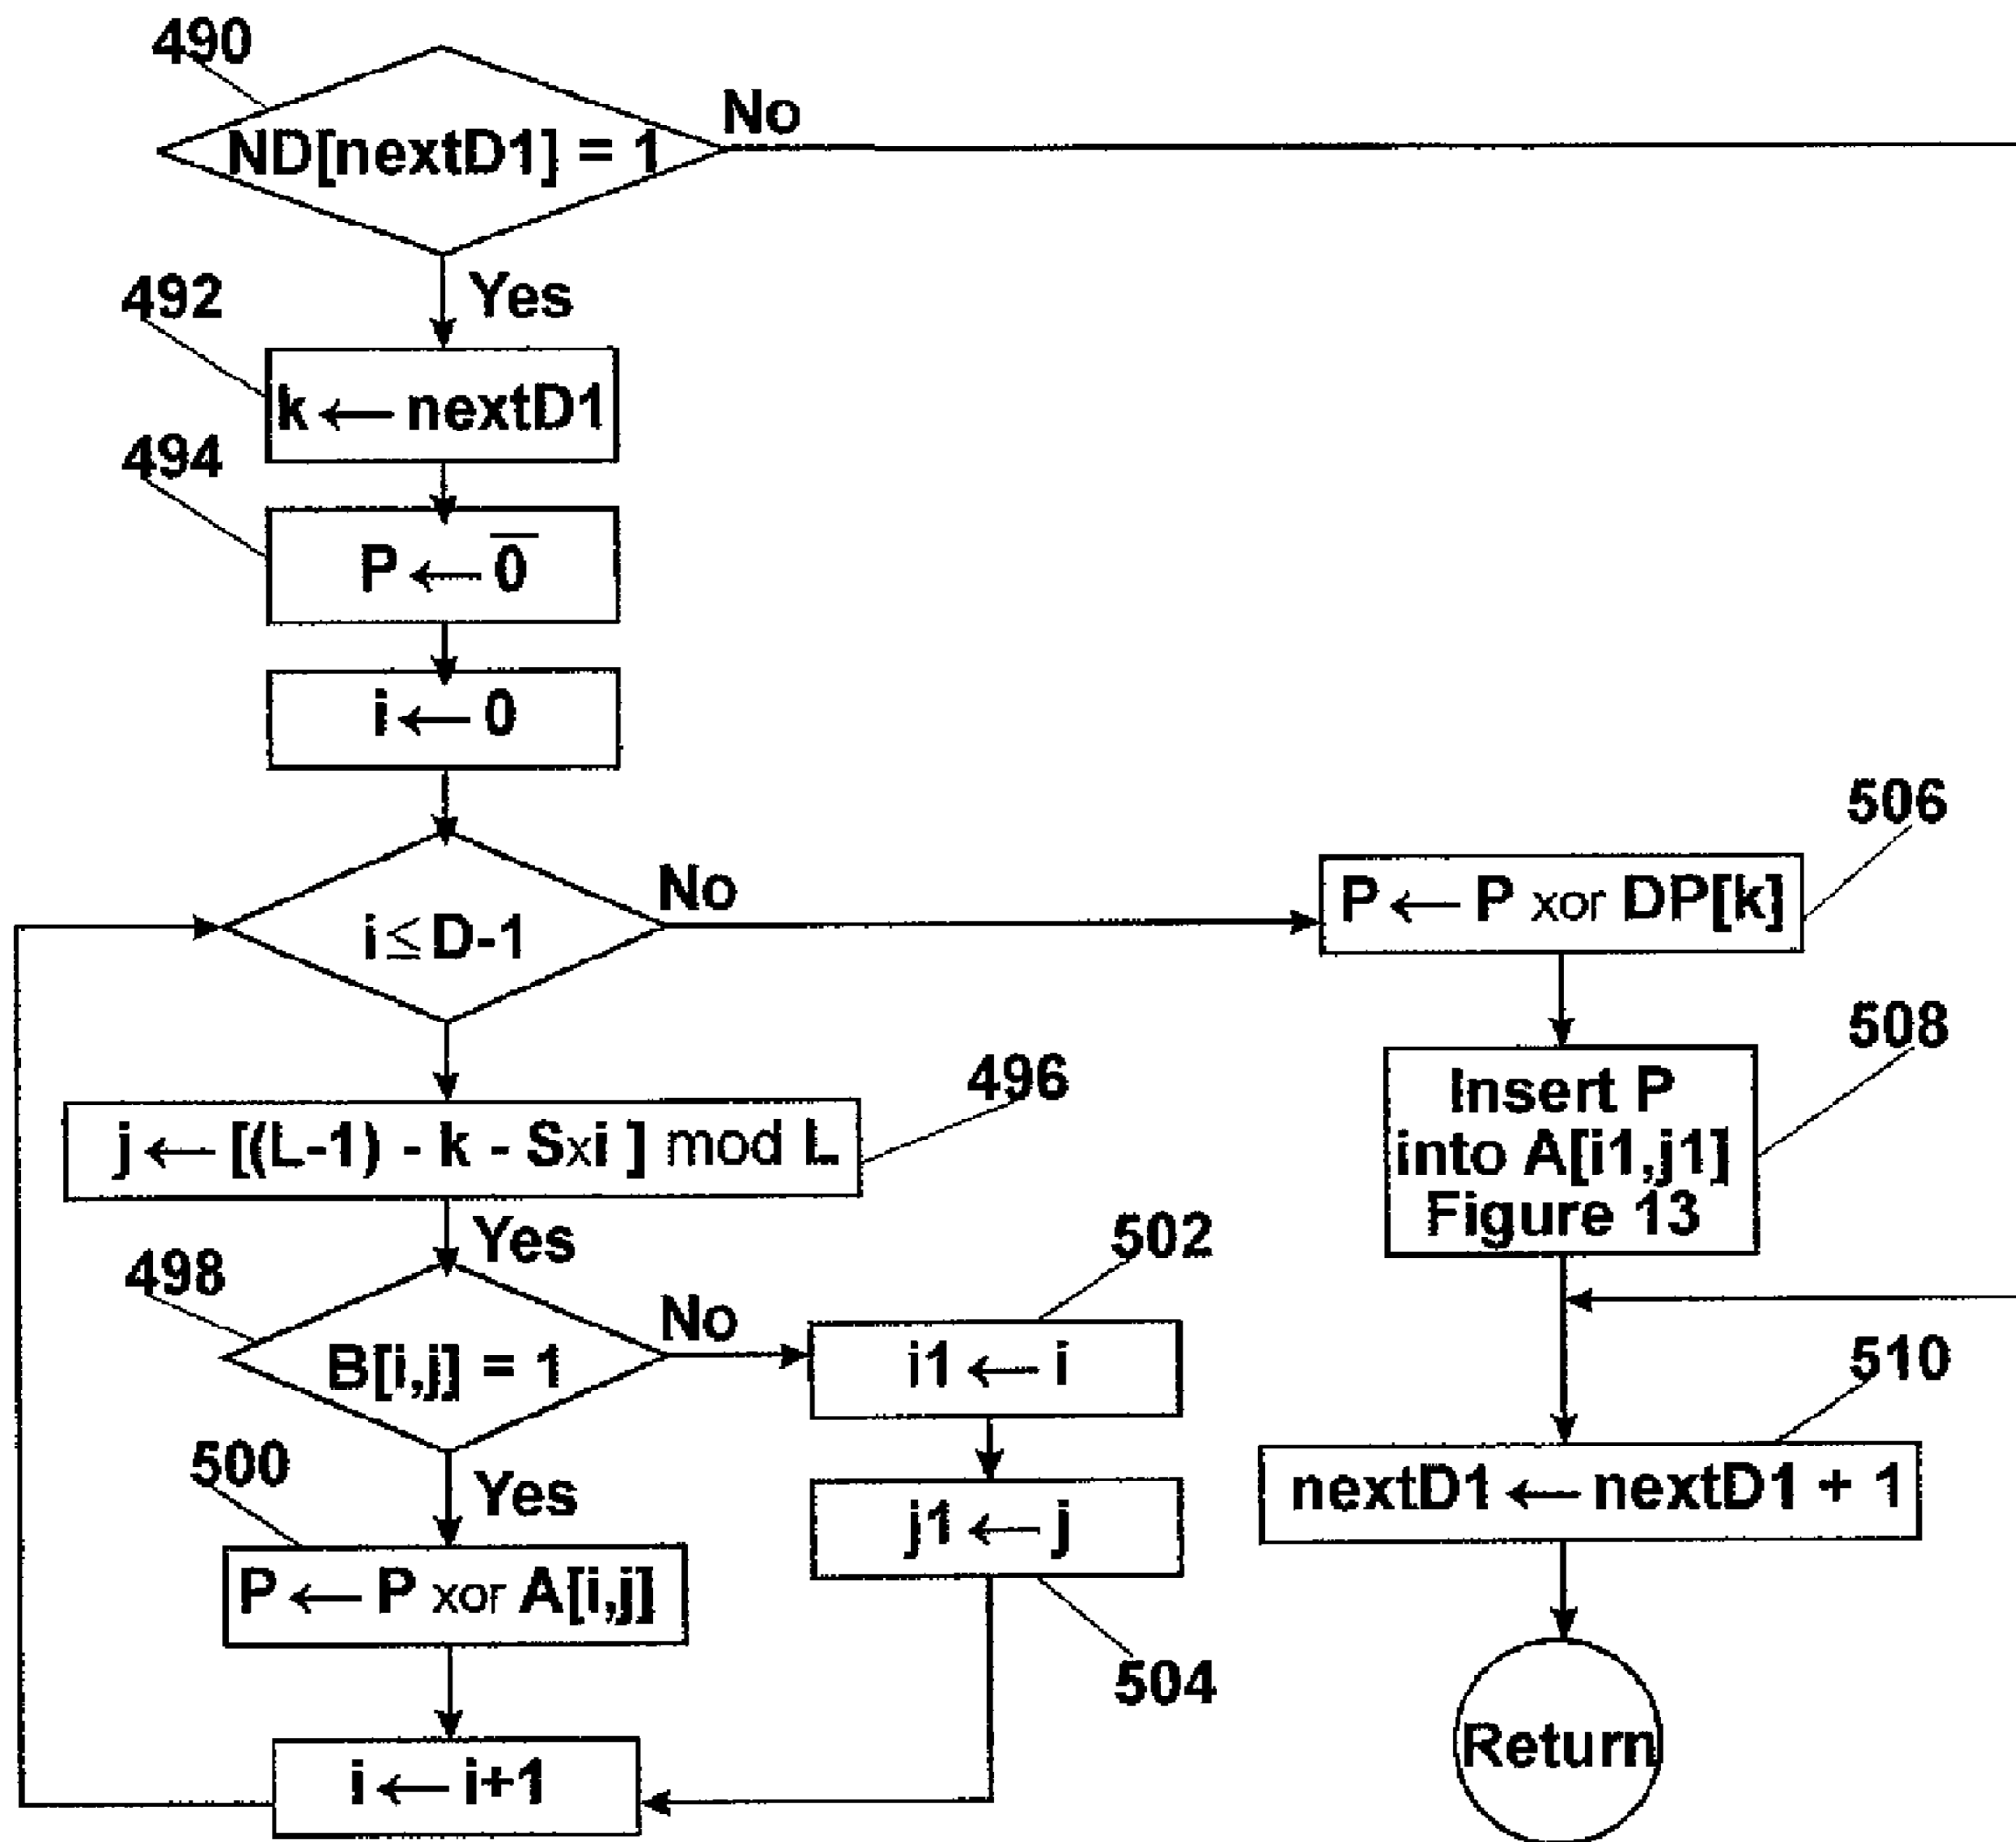 490
ND[nextD1] = 1
No
Yes
492
k ← nextD1
494
P ← 0̅
i ← 0
i ≤ D-1
No
506
P ← P xor DP[k]
508
Insert P
into A[i1,j1]
Figure 13
496
j ← [(L-1) - k - Sxi ] mod L
Yes
498
B[i,j] = 1
No
502
i1 ← i
510
nextD1 ← nextD1 + 1
500
Yes
j1 ← j
504
P ← P xor A[i,j]
i ← i+1
Return